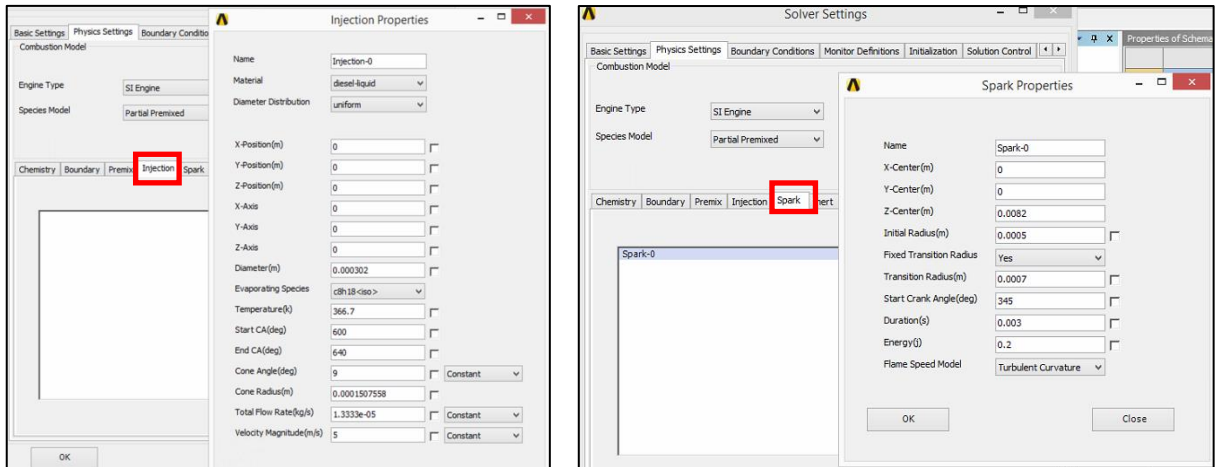 Injection Properties
Basic Settings Physics Settings Boundary Conditio
Combustion Model
Engine Type SI Engine
Species Model Partial Premixed
Chemistry Boundary Premix Injection Spark
OK
Name Injection-0
Material diesel-liquid
Diameter Distribution uniform
X-Position(m) 0
Y-Position(m) 0
Z-Position(m) 0
X-Axis 0
Y-Axis 0
Z-Axis 0
Diameter(m) 0.000302
Evaporating Species c8h18<iso>
Temperature(k) 366.7
Start CA(deg) 600
End CA(deg) 640
Cone Angle(deg) 9 Constant
Cone Radius(m) 0.0001507558
Total Flow Rate(kg/s) 1.3333e-05 Constant
Velocity Magnitude(m/s) 5 Constant
Solver Settings
Basic Settings Physics Settings Boundary Conditions Monitor Definitions Initialization Solution Control
Combustion Model
Engine Type SI Engine
Species Model Partial Premixed
Chemistry Boundary Premix Injection Spark nert
Spark-0
Properties of Schema
Spark Properties
Name Spark-0
X-Center(m) 0
Y-Center(m) 0
Z-Center(m) 0.0082
Initial Radius(m) 0.0005
Fixed Transition Radius Yes
Transition Radius(m) 0.0007
Start Crank Angle(deg) 345
Duration(s) 0.003
Energy(j) 0.2
Flame Speed Model Turbulent Curvature
OK Close